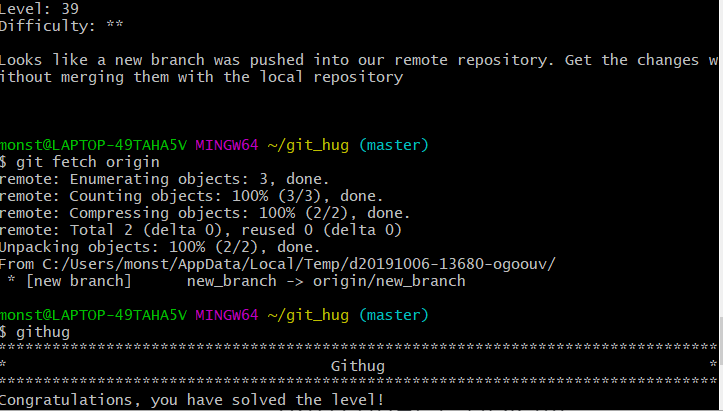 Level: 39
Difficulty: **
Looks like a new branch was pushed into our remote repository. Get the changes w
ithout merging them with the local repository
monst@LAPTOP-49TAHA5V MINGW64 ~/git_hug (master)
$ git fetch origin
remote: Enumerating objects: 3, done.
remote: Counting objects: 100% (3/3), done.
remote: Compressing objects: 100% (2/2), done.
remote: Total 2 (delta 0), reused 0 (delta 0)
Unpacking objects: 100% (2/2), done.
From C:/Users/monst/AppData/Local/Temp/d20191006-13680-ogoouv/
 * [new branch]      new_branch -> origin/new_branch
monst@LAPTOP-49TAHA5V MINGW64 ~/git_hug (master)
$ githug
********************************************************************************
*                                    Githug                                    *
********************************************************************************
Congratulations, you have solved the level!